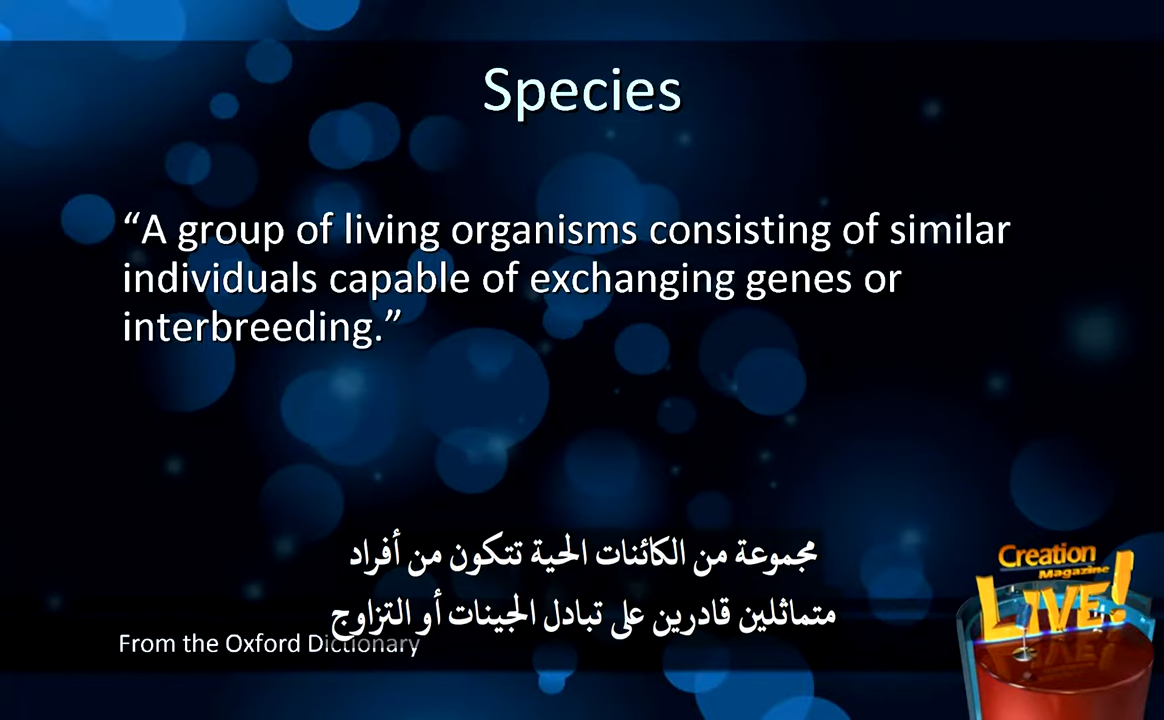 Species
“A group of living organisms consisting of similar
individuals capable of exchanging genes or
interbreeding.”
مجموعة من الكائنات الحية تتكون من أفراد
متماثلين قادرين على تبادل الجينات أو التزاوج
From the Oxford Dictionary
Creation
Magazine
LIVE!